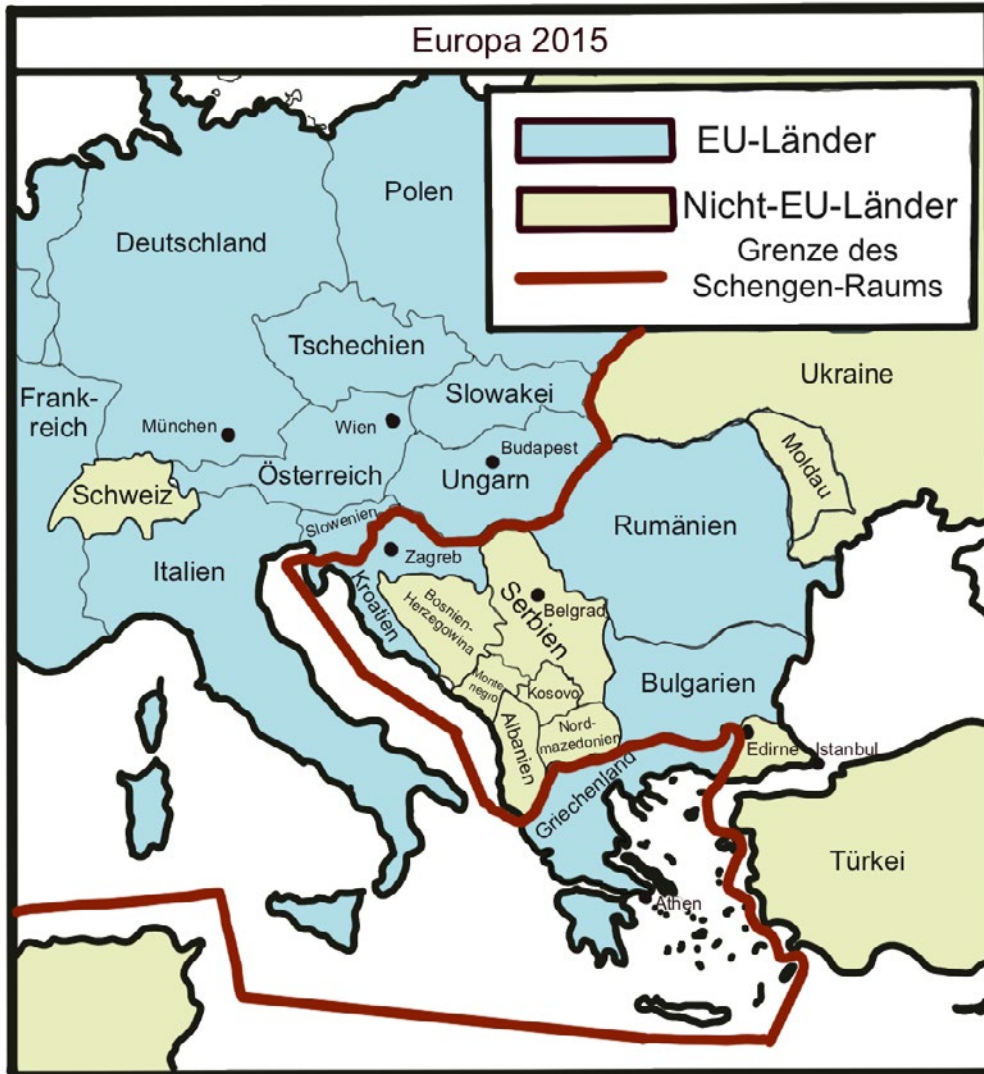 Europa 2015
EU-Länder
Nicht-EU-Länder
Grenze des
Schengen-Raums
Polen
Deutschland
Tschechien
Ukraine
Frank-
reich
Slowakei
München
Wien
Budapest
Moldau
Österreich
Ungarn
Schweiz
Slowenien
Rumänien
Italien
Zagreb
Kroatien
Serbien
Belgrad
Bosnien-
Herzegowina
Monte-
negro
Kosovo
Bulgarien
Albanien
Nord-
mazedonien
Edirne
Istanbul
Griechenland
Türkei
Athen